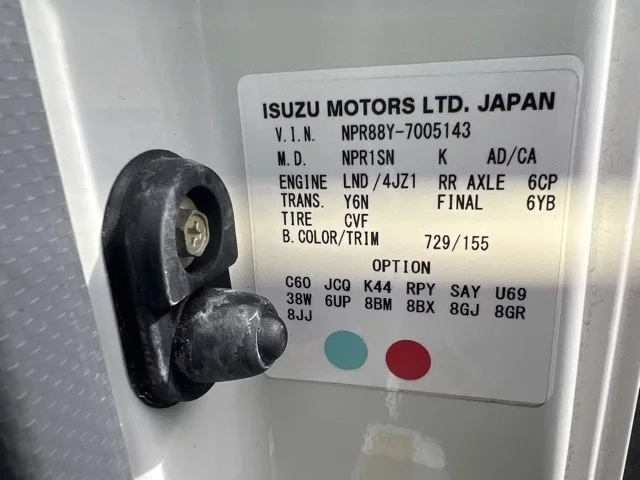 ISUZU MOTORS LTD. JAPAN
V.I.N. NPR88Y-7005143
M.D. NPR1SN K AD/CA
ENGINE LND/4JZ1 RR AXLE 6CP
TRANS. Y6N FINAL 6YB
TIRE CVF
B.COLOR/TRIM 729/155
OPTION
C60 JCQ K44 RPY SAY U69
38W 6UP 8BM 8BX 8GJ 8GR
8JJ